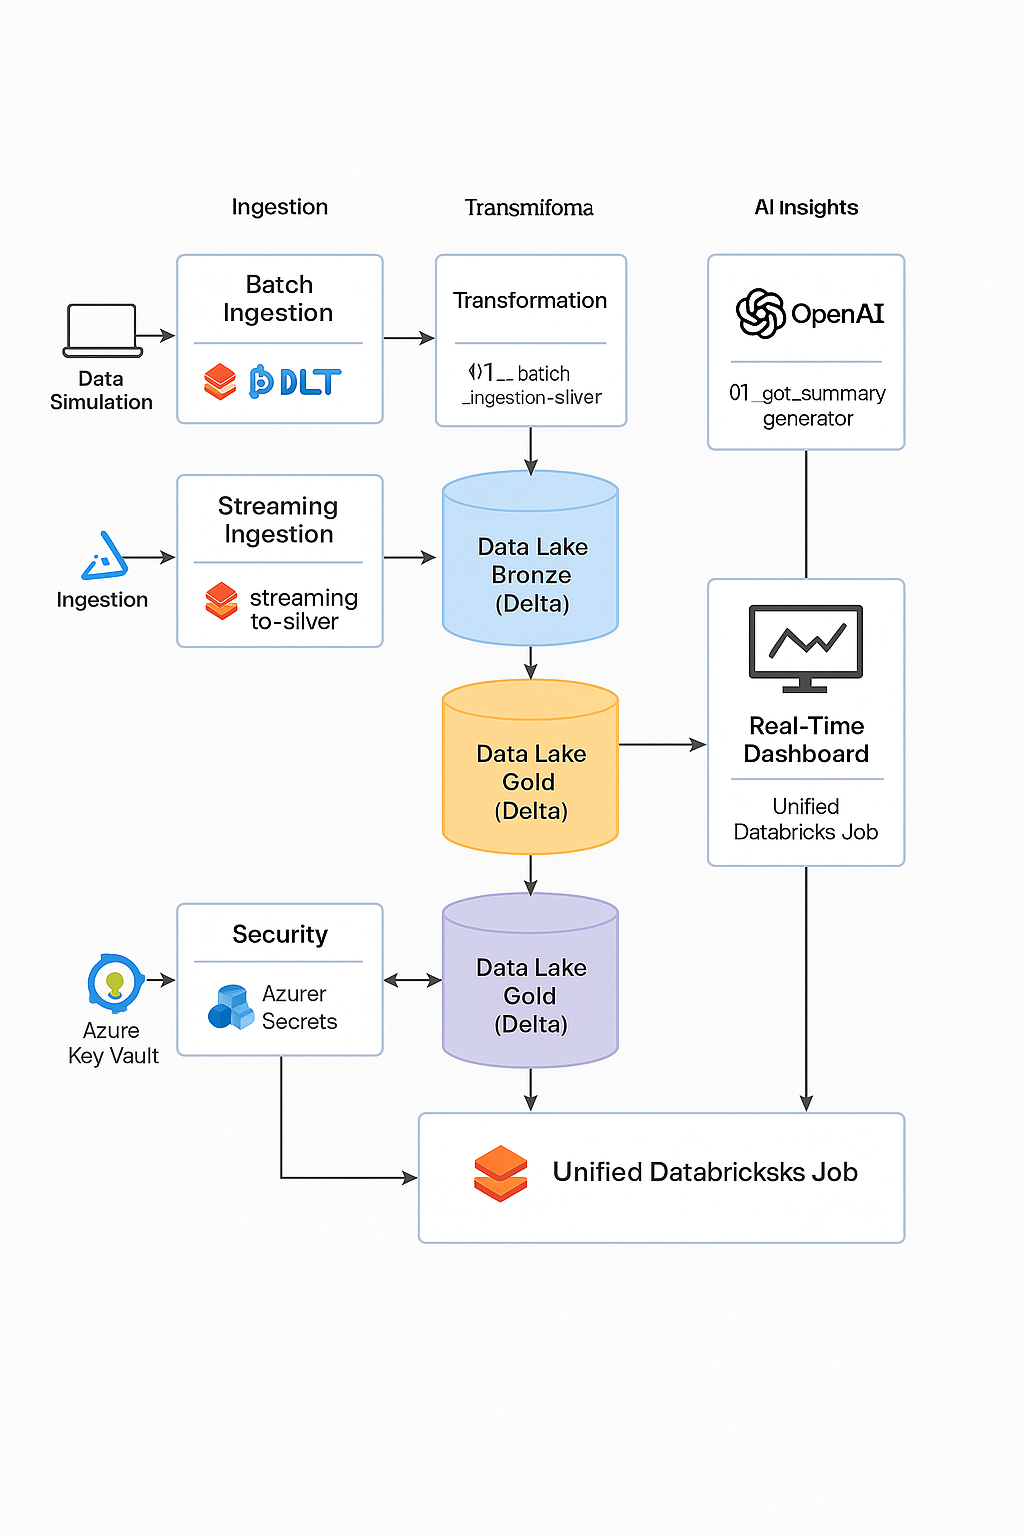 Ingestion
Transmifoma
AI Insights
Batch
Ingestion
DLT
Data
Simulation
Transformation
01__ batich
_ingestion-sliver
OpenAI
01_got_summary
generator
Streaming
Ingestion
streaming
to-silver
Ingestion
Data Lake
Bronze
(Delta)
Data Lake
Gold
(Delta)
Real-Time
Dashboard
Unified
Databricks Job
Security
Azurer
Secrets
Azure
Key Vault
Data Lake
Gold
(Delta)
Unified Databricksks Job